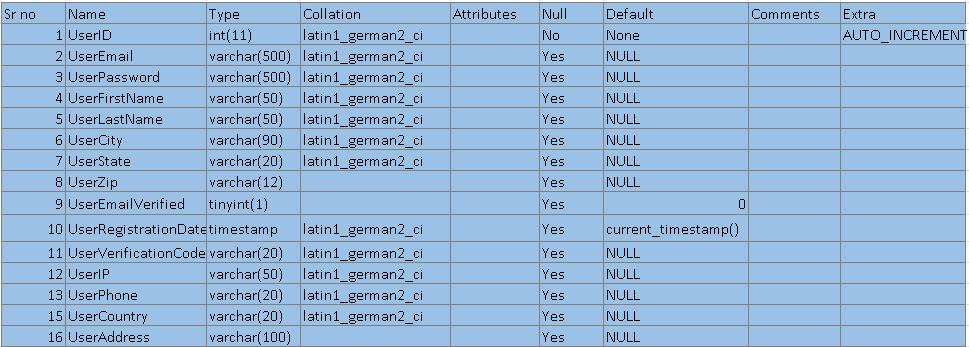 Sr no Name Type Collation Attributes Null Default Comments Extra
1 UserID int(11) latin1_german2_ci No None AUTO_INCREMENT
2 UserEmail varchar(500) latin1_german2_ci Yes NULL
3 UserPassword varchar(500) latin1_german2_ci Yes NULL
4 UserFirstName varchar(50) latin1_german2_ci Yes NULL
5 UserLastName varchar(50) latin1_german2_ci Yes NULL
6 UserCity varchar(90) latin1_german2_ci Yes NULL
7 UserState varchar(20) latin1_german2_ci Yes NULL
8 UserZip varchar(12) Yes NULL
9 UserEmailVerified tinyint(1) Yes 0
10 UserRegistrationDate timestamp latin1_german2_ci Yes current_timestamp()
11 UserVerificationCode varchar(20) latin1_german2_ci Yes NULL
12 UserIP varchar(50) latin1_german2_ci Yes NULL
13 UserPhone varchar(20) latin1_german2_ci Yes NULL
15 UserCountry varchar(20) latin1_german2_ci Yes NULL
16 UserAddress varchar(100) Yes NULL